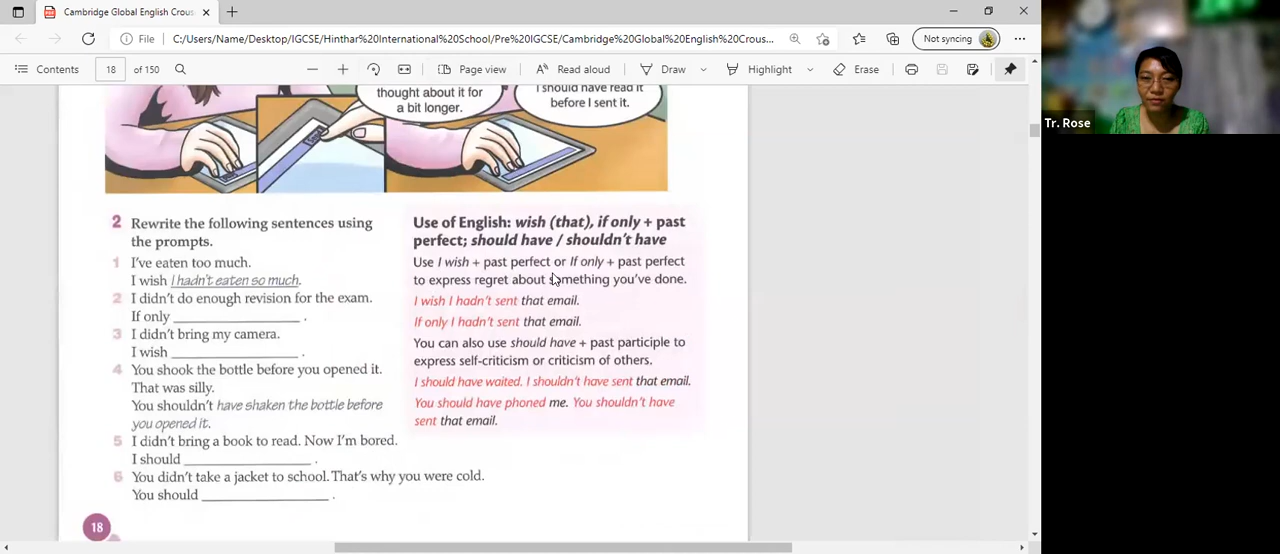 Cambridge Global English Crous
File
C:/Users/Name/Desktop/IGCSE/Hinthar%20International%20School/Pre%20IGCSE/Cambridge%20Global%20English%20Crous...
Not syncing
Contents
18
of 150
Page view
Read aloud
Draw
Highlight
Erase
Tr. Rose
thought about it for
a bit longer.
I should have read it
before I sent it.
2 Rewrite the following sentences using
the prompts.
1 I've eaten too much.
I wish I hadn't eaten so much.
2 I didn't do enough revision for the exam.
If only ____________________ .
3 I didn't bring my camera.
I wish ____________________ .
4 You shook the bottle before you opened it.
That was silly.
You shouldn't have shaken the bottle before
you opened it.
5 I didn't bring a book to read. Now I'm bored.
I should ____________________ .
6 You didn't take a jacket to school. That's why you were cold.
You should ____________________ .
Use of English: wish (that), if only + past
perfect; should have / shouldn't have
Use I wish + past perfect or If only + past perfect
to express regret about something you've done.
I wish I hadn't sent that email.
If only I hadn't sent that email.
You can also use should have + past participle to
express self-criticism or criticism of others.
I should have waited. I shouldn't have sent that email.
You should have phoned me. You shouldn't have
sent that email.
18